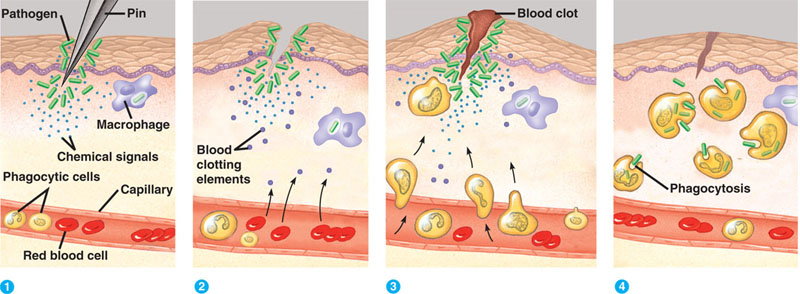 Pathogen
Pin
Macrophage
Chemical signals
Phagocytic cells
Capillary
Red blood cell
1
Blood
clotting
elements
2
Blood clot
3
Phagocytosis
4